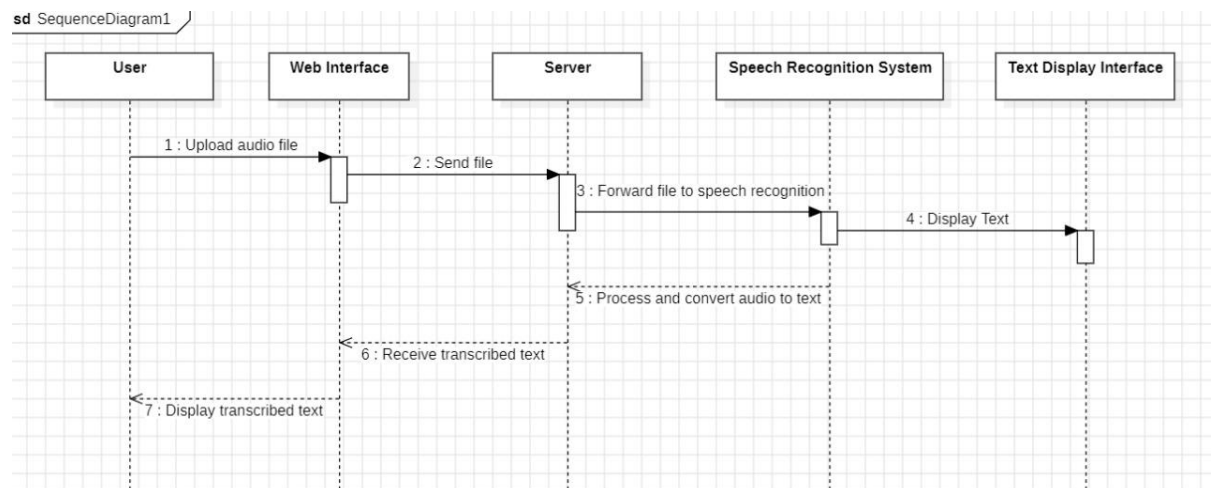 sd SequenceDiagram1
User
Web Interface
Server
Speech Recognition System
Text Display Interface
1 : Upload audio file
2 : Send file
3 : Forward file to speech recognition
4 : Display Text
5 : Process and convert audio to text
6 : Receive transcribed text
7 : Display transcribed text